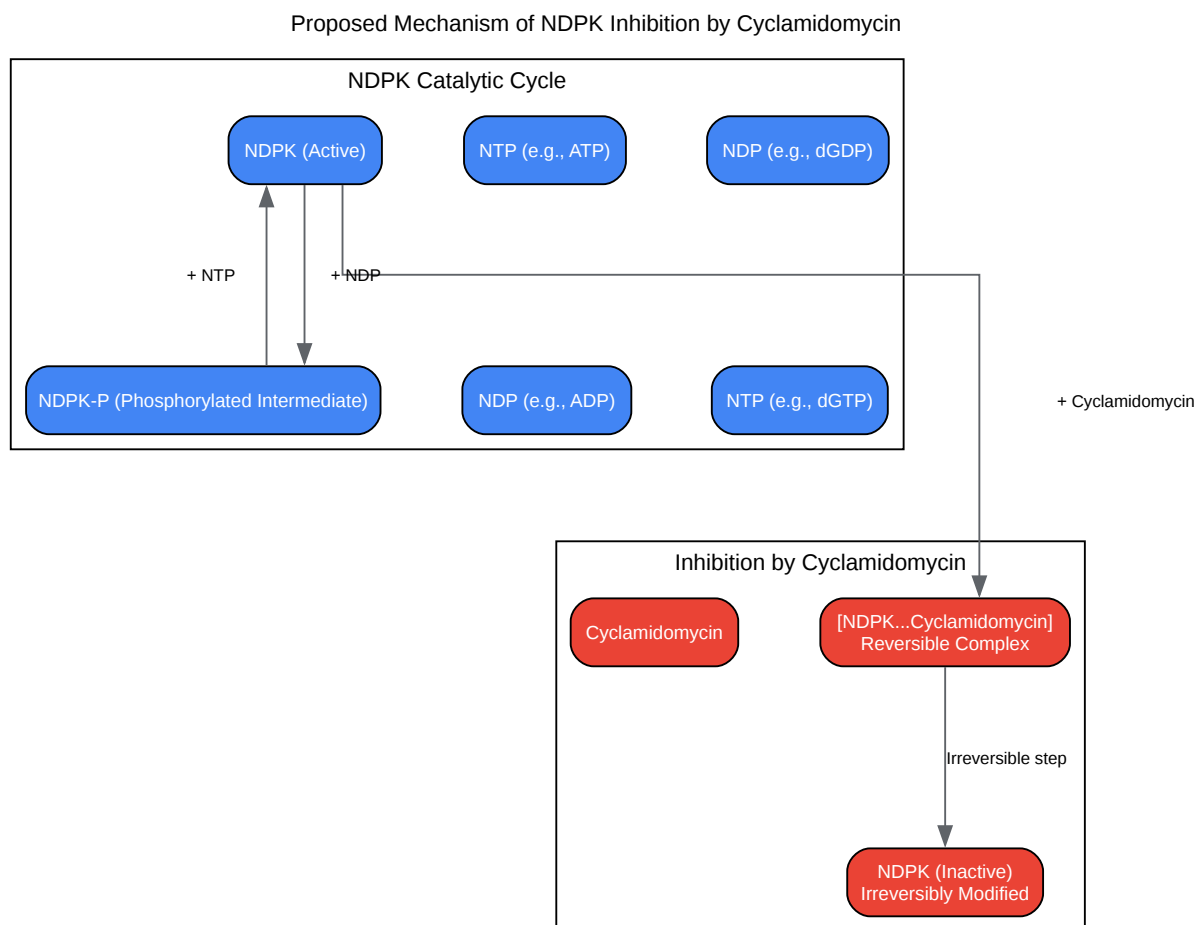 Proposed Mechanism of NDPK Inhibition by Cyclamidomycin
NDPK Catalytic Cycle
NDPK (Active)
NTP (e.g., ATP)
NDP (e.g., dGDP)
+ NTP
+ NDP
NDPK-P (Phosphorylated Intermediate)
NDP (e.g., ADP)
NTP (e.g., dGTP)
+ Cyclamidomycin
Inhibition by Cyclamidomycin
Cyclamidomycin
[NDPK...Cyclamidomycin]
Reversible Complex
Irreversible step
NDPK (Inactive)
Irreversibly Modified